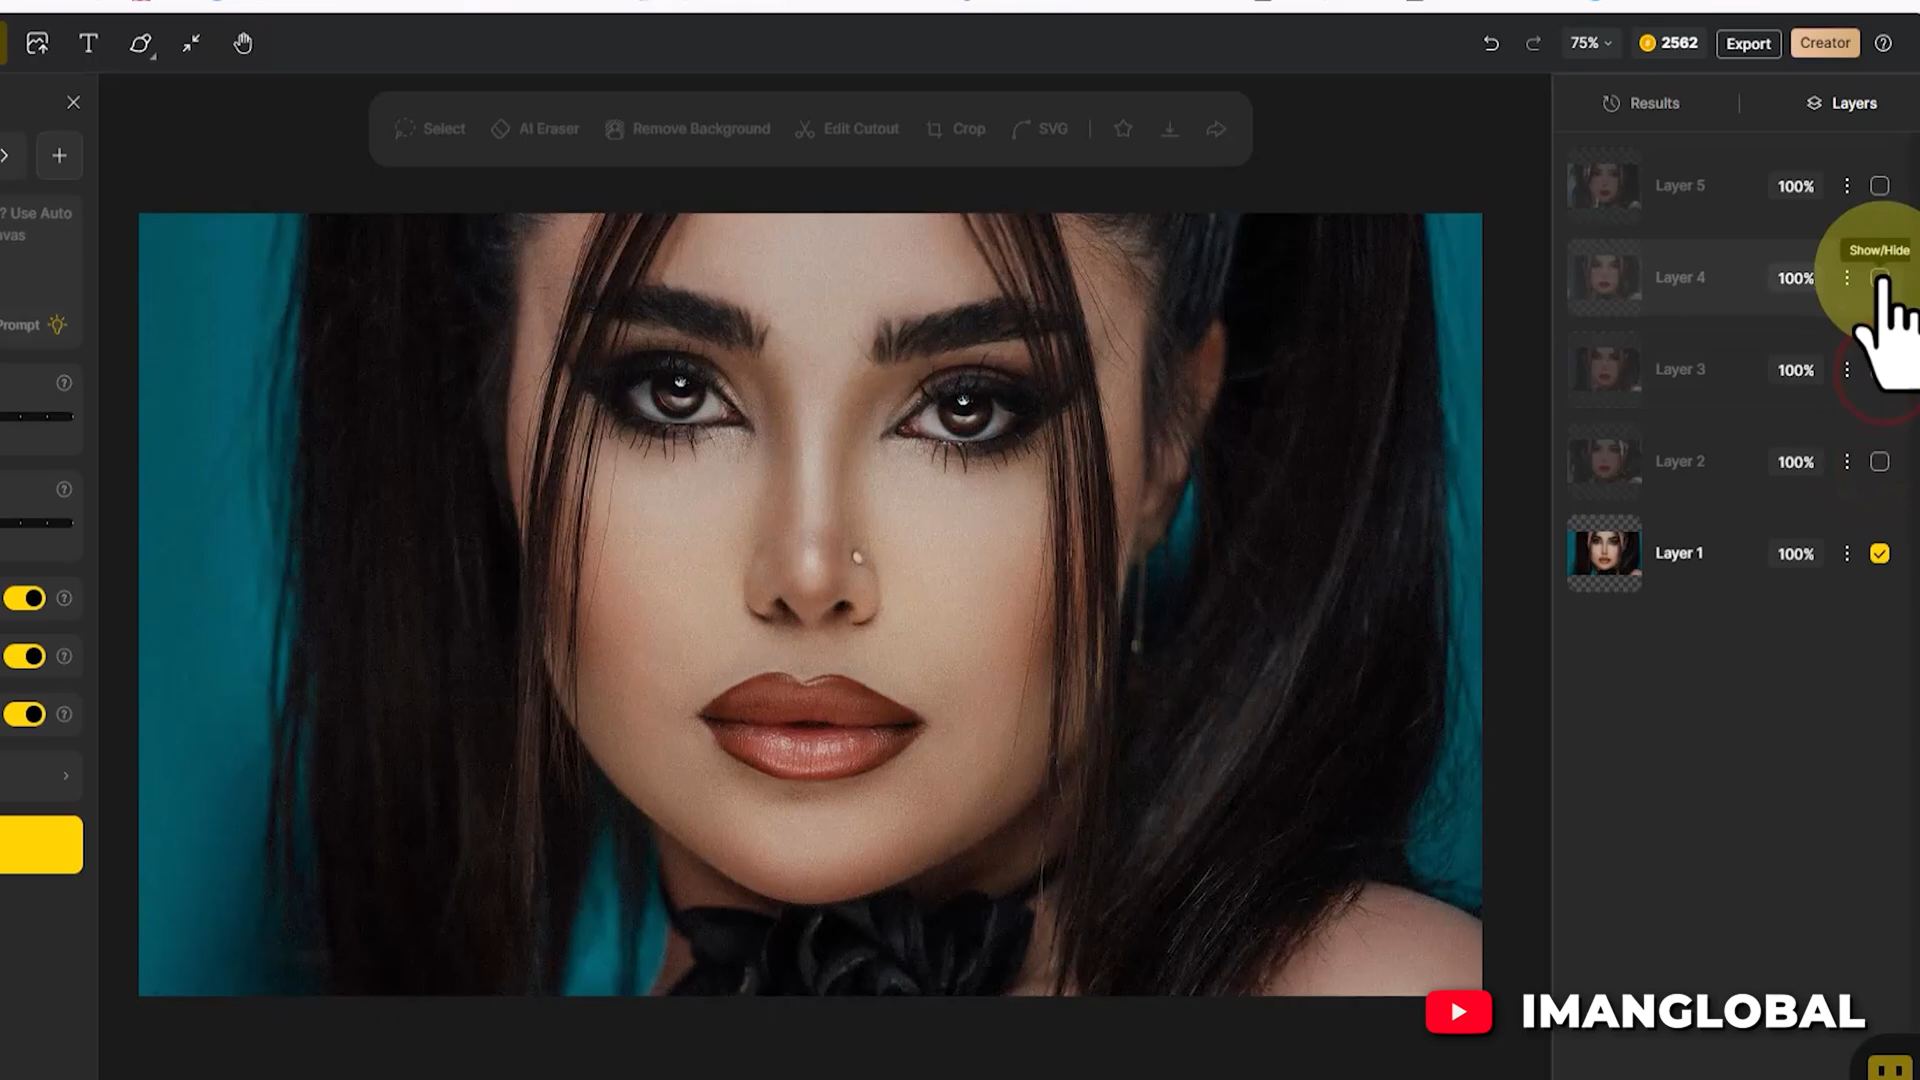 T
75%
2562
Export
Creator
?
Select
AI Eraser
Remove Background
Edit Cutout
Crop
SVG
Results
Layers
? Use Auto
nvas
Prompt
Layer 5
100%
Show/Hide
Layer 4
100%
Layer 3
100%
Layer 2
100%
Layer 1
100%
IMANGLOBAL